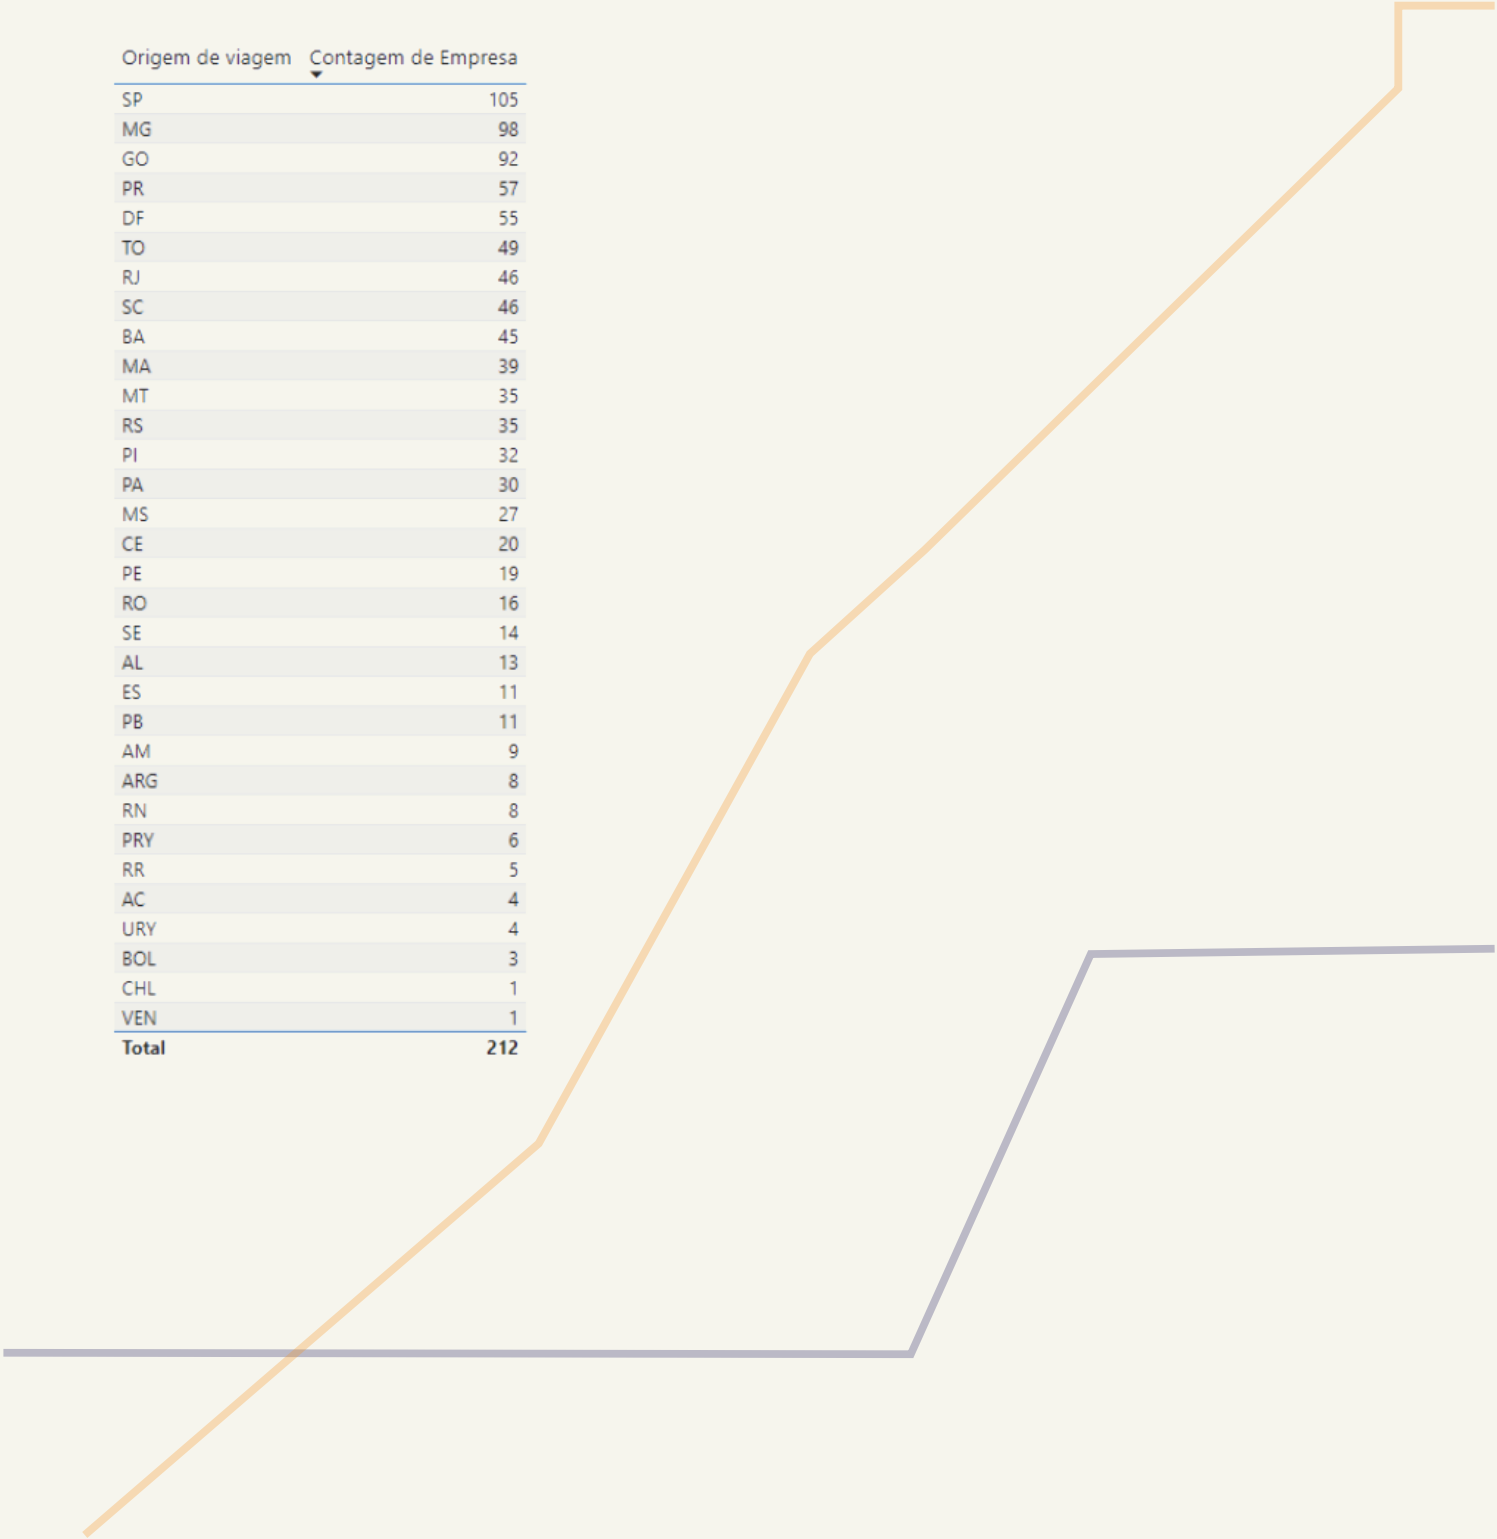 Origem de viagem Contagem de Empresa
SP 105
MG 98
GO 92
PR 57
DF 55
TO 49
RJ 46
SC 46
BA 45
MA 39
MT 35
RS 35
PI 32
PA 30
MS 27
CE 20
PE 19
RO 16
SE 14
AL 13
ES 11
PB 11
AM 9
ARG 8
RN 8
PRY 6
RR 5
AC 4
URY 4
BOL 3
CHL 1
VEN 1
Total 212